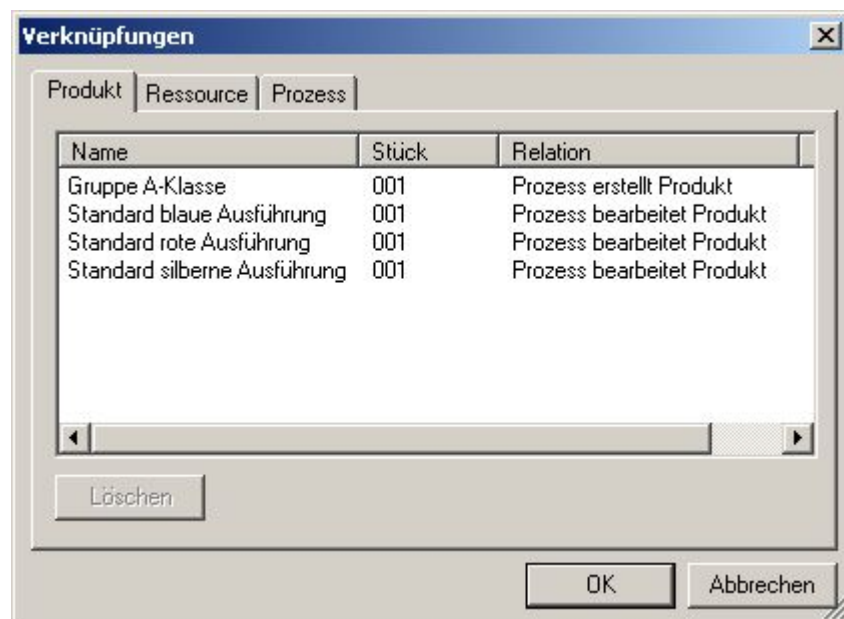 Verknüpfungen
Produkt Ressource Prozess
Name Stück Relation
Gruppe A-Klasse 001 Prozess erstellt Produkt
Standard blaue Ausführung 001 Prozess bearbeitet Produkt
Standard rote Ausführung 001 Prozess bearbeitet Produkt
Standard silberne Ausführung 001 Prozess bearbeitet Produkt
Löschen
OK Abbrechen